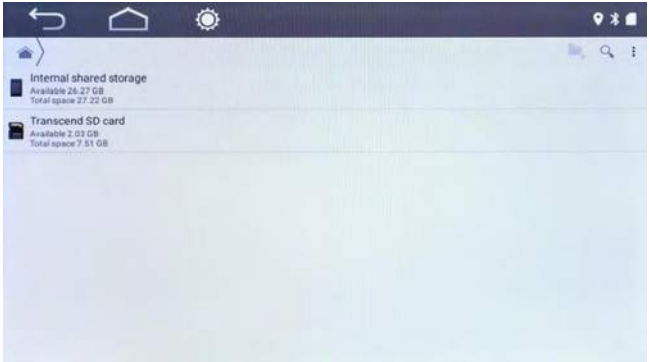 Internal shared storage
Available 26.27 GB
Total space 27.22 GB
Transcend SD card
Available 2.03 GB
Total space 7.51 GB